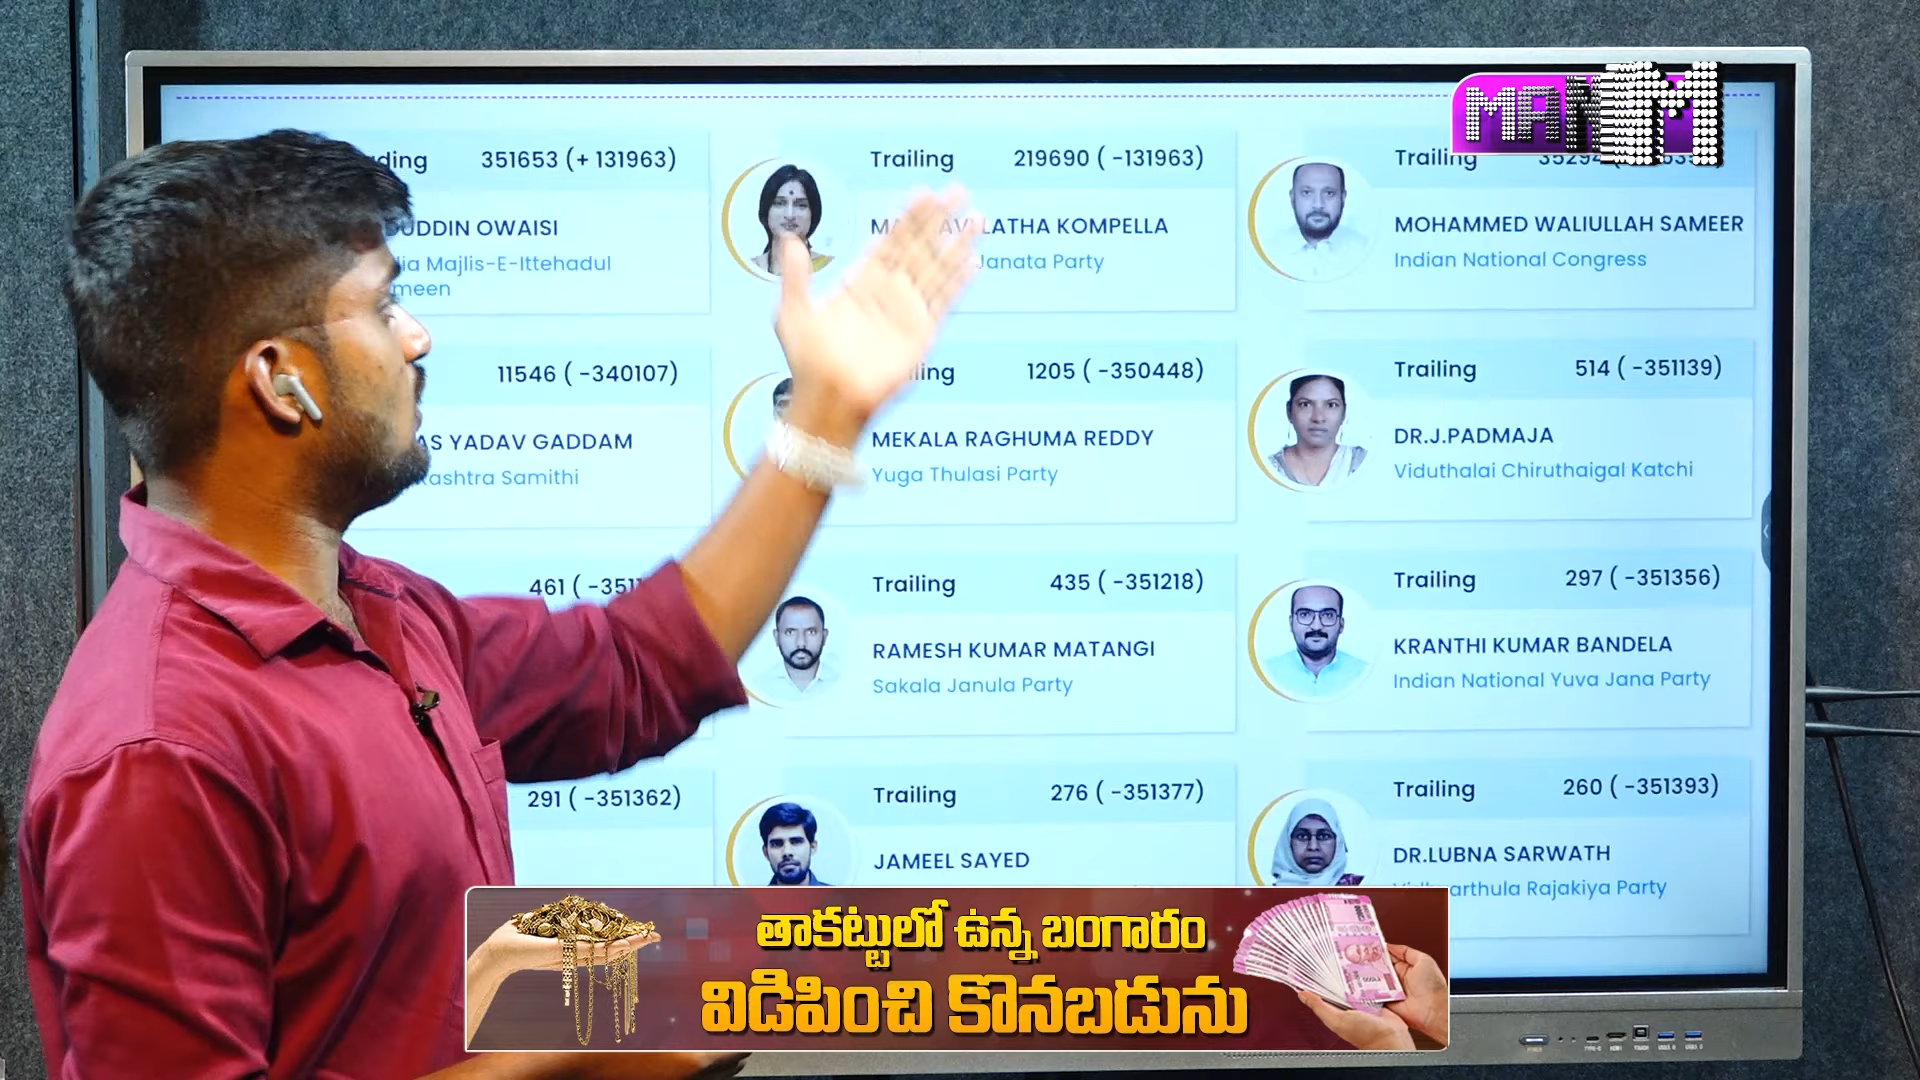 351653 (+ 131963)
DUDDIN OWAISI
Majlis-E-Ittehadul
Trailing 219690 ( -131963)
LATHA KOMPELLA
Janata Party
Trailing
MOHAMMED WALIULLAH SAMEER
Indian National Congress
11546 ( -340107)
AS YADAV GADDAM
Samithi
1205 ( -350448)
MEKALA RAGHUMA REDDY
Yuga Thulasi Party
Trailing 514 ( -351139)
DR.J.PADMAJA
Viduthalai Chiruthaigal Katchi
461
Trailing 435 ( -351218)
RAMESH KUMAR MATANGI
Sakala Janula Party
Trailing 297 ( -351356)
KRANTHI KUMAR BANDELA
Indian National Yuva Jana Party
291 ( -351362)
Trailing 276 ( -351377)
JAMEEL SAYED
Trailing 260 ( -351393)
DR.LUBNA SARWATH
Rajakiya Party
తాకట్టులో ఉన్న బంగారం
విడిపించి కొనబడును